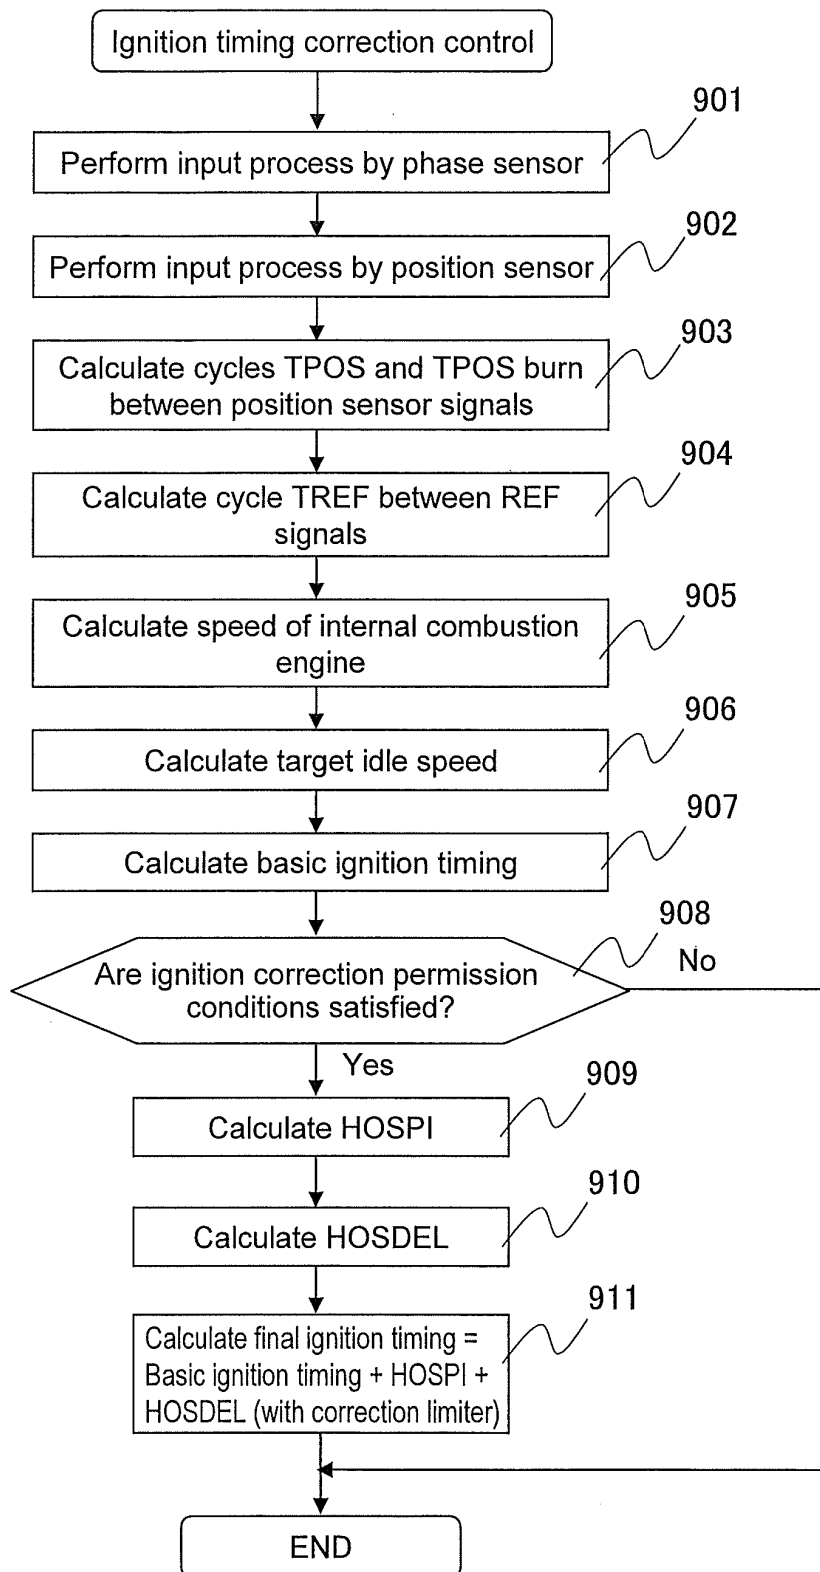 Ignition timing correction control
901
Perform input process by phase sensor
902
Perform input process by position sensor
903
Calculate cycles TPOS and TPOS burn
between position sensor signals
904
Calculate cycle TREF between REF
signals
905
Calculate speed of internal combustion
engine
906
Calculate target idle speed
907
Calculate basic ignition timing
908
Are ignition correction permission
conditions satisfied?
No
Yes
909
Calculate HOSPI
910
Calculate HOSDEL
911
Calculate final ignition timing =
Basic ignition timing + HOSPI +
HOSDEL (with correction limiter)
END